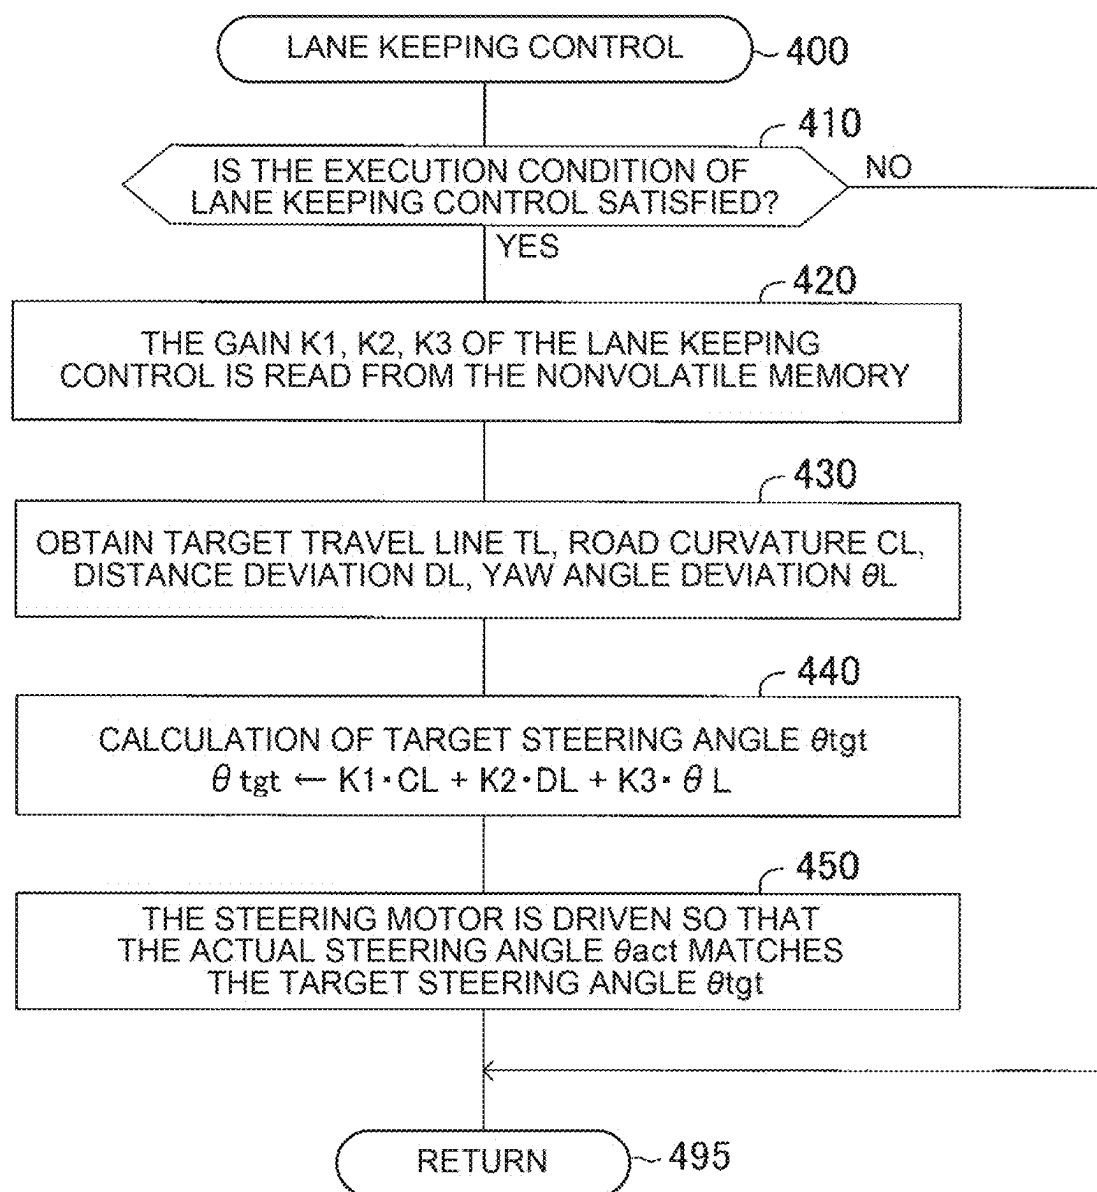 LANE KEEPING CONTROL
400
410
IS THE EXECUTION CONDITION OF
LANE KEEPING CONTROL SATISFIED?
NO
YES
420
THE GAIN K1, K2, K3 OF THE LANE KEEPING
CONTROL IS READ FROM THE NONVOLATILE MEMORY
430
OBTAIN TARGET TRAVEL LINE TL, ROAD CURVATURE CL,
DISTANCE DEVIATION DL, YAW ANGLE DEVIATION θL
440
CALCULATION OF TARGET STEERING ANGLE θtgt
θ tgt ← K1・CL + K2・DL + K3・ θ L
450
THE STEERING MOTOR IS DRIVEN SO THAT
THE ACTUAL STEERING ANGLE θact MATCHES
THE TARGET STEERING ANGLE θtgt
RETURN
495